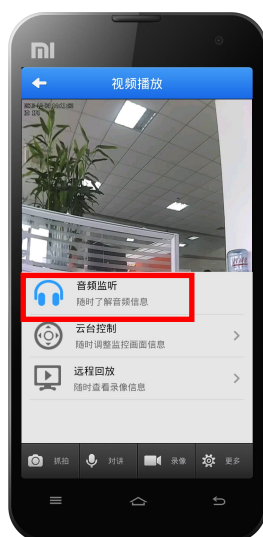 mi
视频播放
音频监听
随时了解音频信息
云台控制
随时调整监控画面信息
远程回放
随时查看录像信息
抓拍
对讲
录像
更多